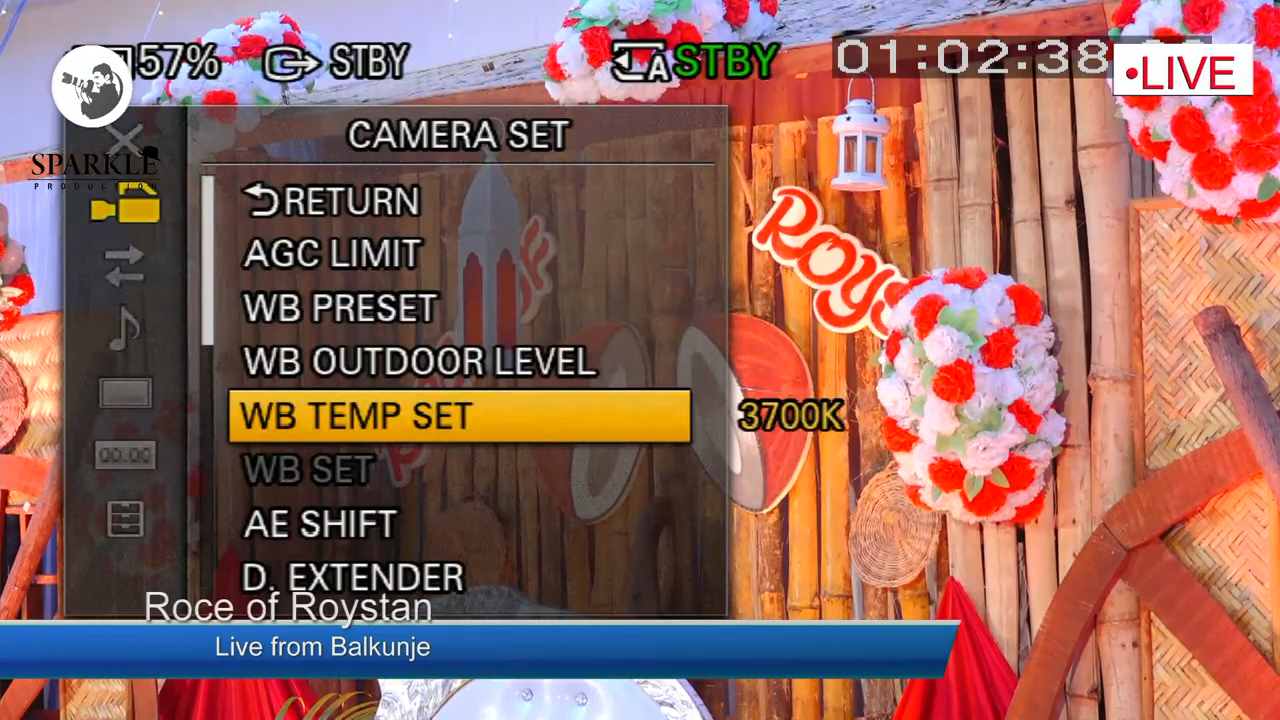 57% STBY A STBY 01:02:38
•LIVE
CAMERA SET
SPARKLE
PRODUCTION
RETURN
AGC LIMIT
WB PRESET
WB OUTDOOR LEVEL
WB TEMP SET 3700K
WB SET
AE SHIFT
D. EXTENDER
00:00
Roys
Roce of Roystan
Live from Balkunje